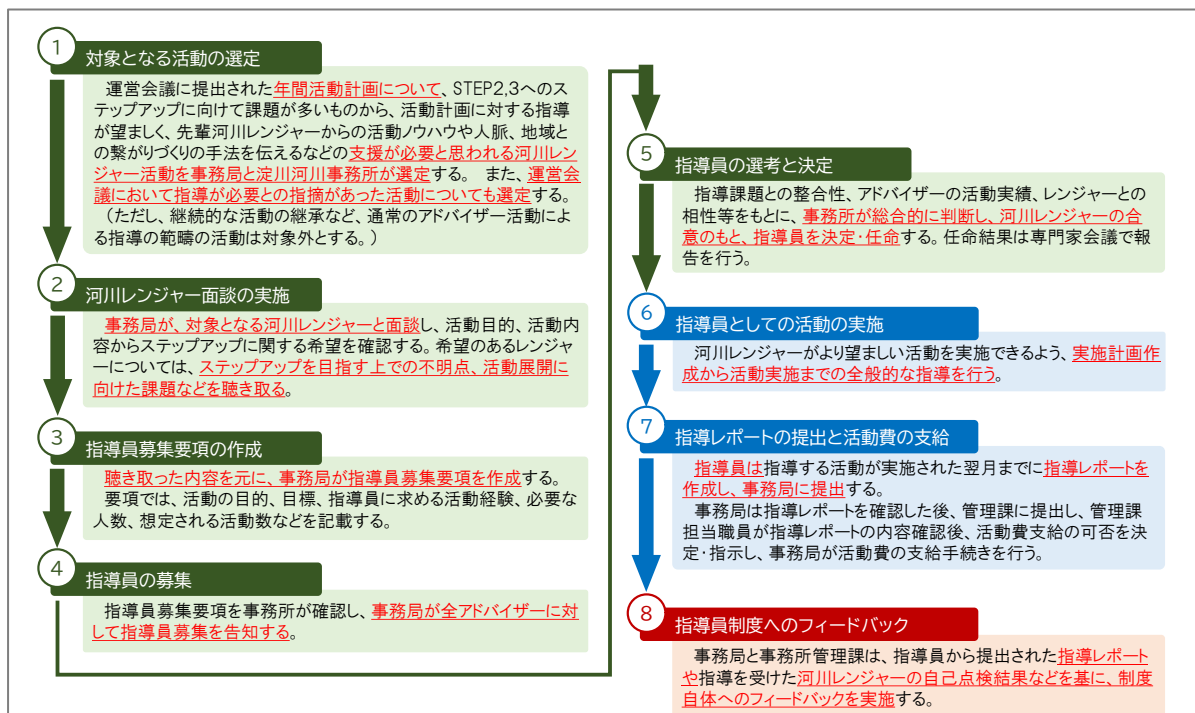 1
対象となる活動の選定
運営会議に提出された年間活動計画について、STEP2,3への
ステップアップに向けて課題が多いものから、活動計画に対する指導
が望ましく、先輩河川レンジャーからの活動ノウハウや人脈、地域と
の繋がりづくりの手法を伝えるなどの支援が必要と思われる河川レン
ジャー活動を事務局と淀川河川事務所が選定する。 また、運営会
議において指導が必要との指摘があった活動についても選定する。
（ただし、継続的な活動の継承など、通常のアドバイザー活動によ
る指導の範疇の活動は対象外とする。）
2
河川レンジャー面談の実施
事務局が、対象となる河川レンジャーと面談し、活動目的、活動内
容からステップアップに関する希望を確認する。希望のあるレンジャ
ーについては、ステップアップを目指す上での不明点、活動展開に
向けた課題などを聴き取る。
3
指導員募集要項の作成
聴き取った内容を元に、事務局が指導員募集要項を作成する。
要項では、活動の目的、目標、指導員に求める活動経験、必要な
人数、想定される活動数などを記載する。
4
指導員の募集
指導員募集要項を事務所が確認し、事務局が全アドバイザーに対
して指導員募集を告知する。
5
指導員の選考と決定
指導課題との整合性、アドバイザーの活動実績、レンジャーとの
相性等をもとに、事務所が総合的に判断し、河川レンジャーの合
意のもと、指導員を決定・任命する。任命結果は専門家会議で報
告を行う。
6
指導員としての活動の実施
河川レンジャーがより望ましい活動を実施できるよう、実施計画作
成から活動実施までの全般的な指導を行う。
7
指導レポートの提出と活動費の支給
指導員は指導する活動が実施された翌月までに指導レポートを
作成し、事務局に提出する。
事務局は指導レポートを確認した後、管理課に提出し、管理課
担当職員が指導レポートの内容確認後、活動費支給の可否を決
定・指示し、事務局が活動費の支給手続きを行う。
8
指導員制度へのフィードバック
事務局と事務所管理課は、指導員から提出された指導レポート
や指導を受けた河川レンジャーの自己点検結果などを基に、制度
自体へのフィードバックを実施する。